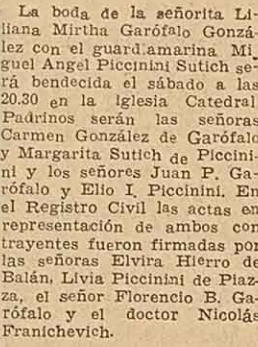 La boda de la señorita Li-
liana Mirtha Garófalo Gonzá-
lez con el guard.amarina Mi
guel Angel Piccinini Sutich se-
rá bendecida el sábado a las
20.30 en la Iglesia Catedral
Padrinos serán las señoras
Carmen González de Garófalo
y Margarita Sutich de Piccini-
ni y los señores Juan P. Ga-
rófalo y Elio I. Piccinini. En
el Registro Civil las actas en
representación de ambos con
trayentes fueron firmadas por
las señoras Elvira Hierro de
Balán, Livia Piccinini de Piaz-
za, el señor Florencio B. Ga-
rófalo y el doctor Nicolás
Franichevich.